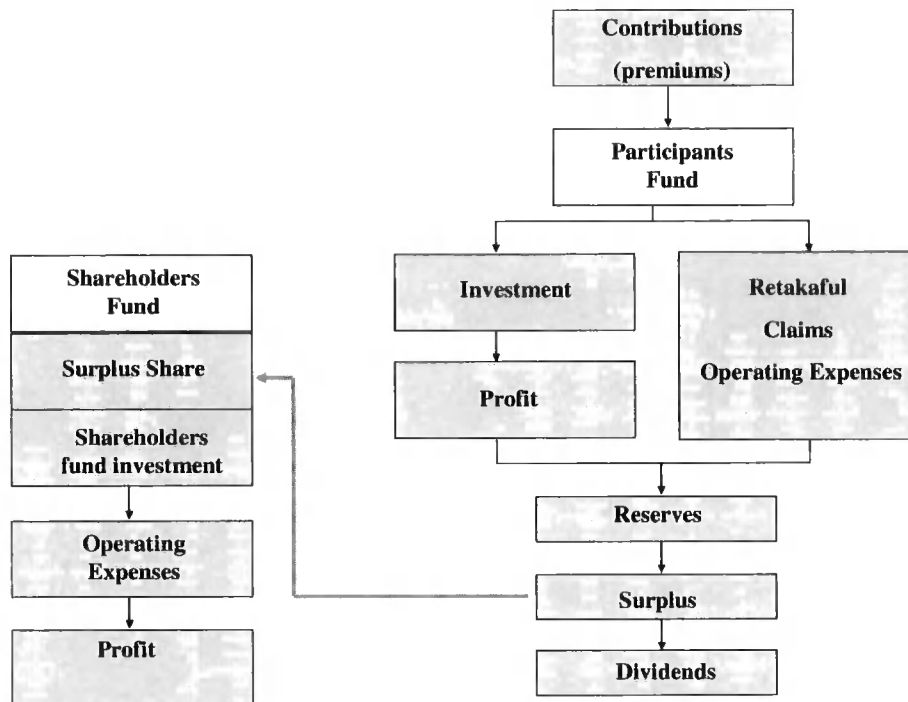 Contributions
(premiums)
Participants
Fund
Investment
Profit
Retakaful
Claims
Operating Expenses
Reserves
Surplus
Dividends
Shareholders
Fund
Surplus Share
Shareholders
fund investment
Operating
Expenses
Profit